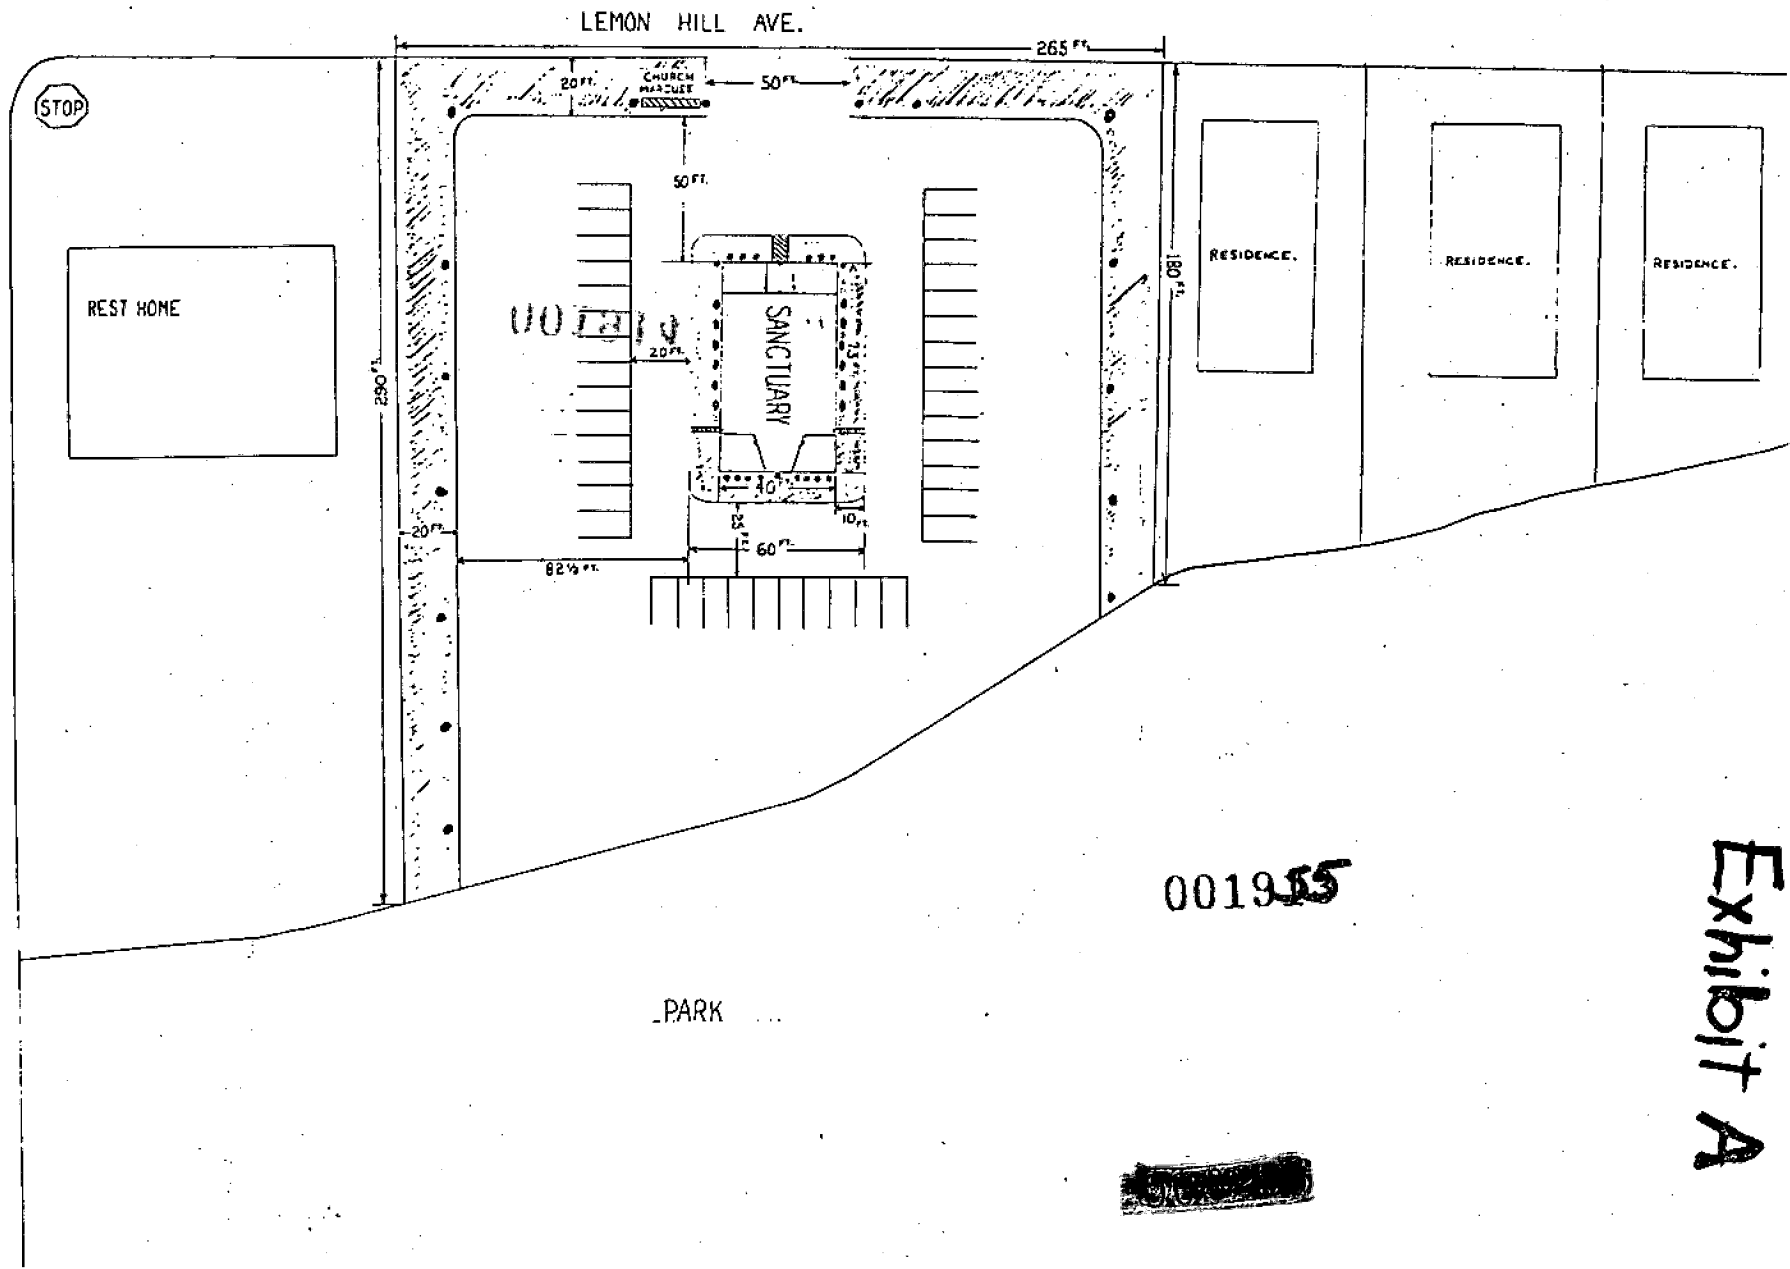 LEMON HILL AVE.
265 FT.
STOP
20 FT.
CHURCH
MARQUEE
50 FT.
50 FT.
REST HOME
290 FT.
20 FT.
SANCTUARY
180 FT.
RESIDENCE.
RESIDENCE.
RESIDENCE.
40
10 FT.
20 FT.
25 FT.
60 FT.
82 ½ FT.
PARK
Exhibit A